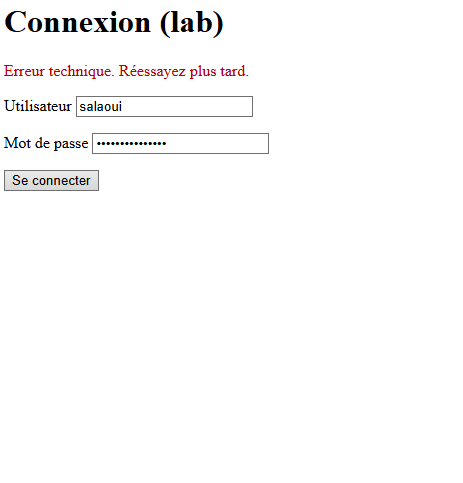 Connexion (lab)
Erreur technique. Réessayez plus tard.
Utilisateur salaoui
Mot de passe •••••••••••••••
Se connecter